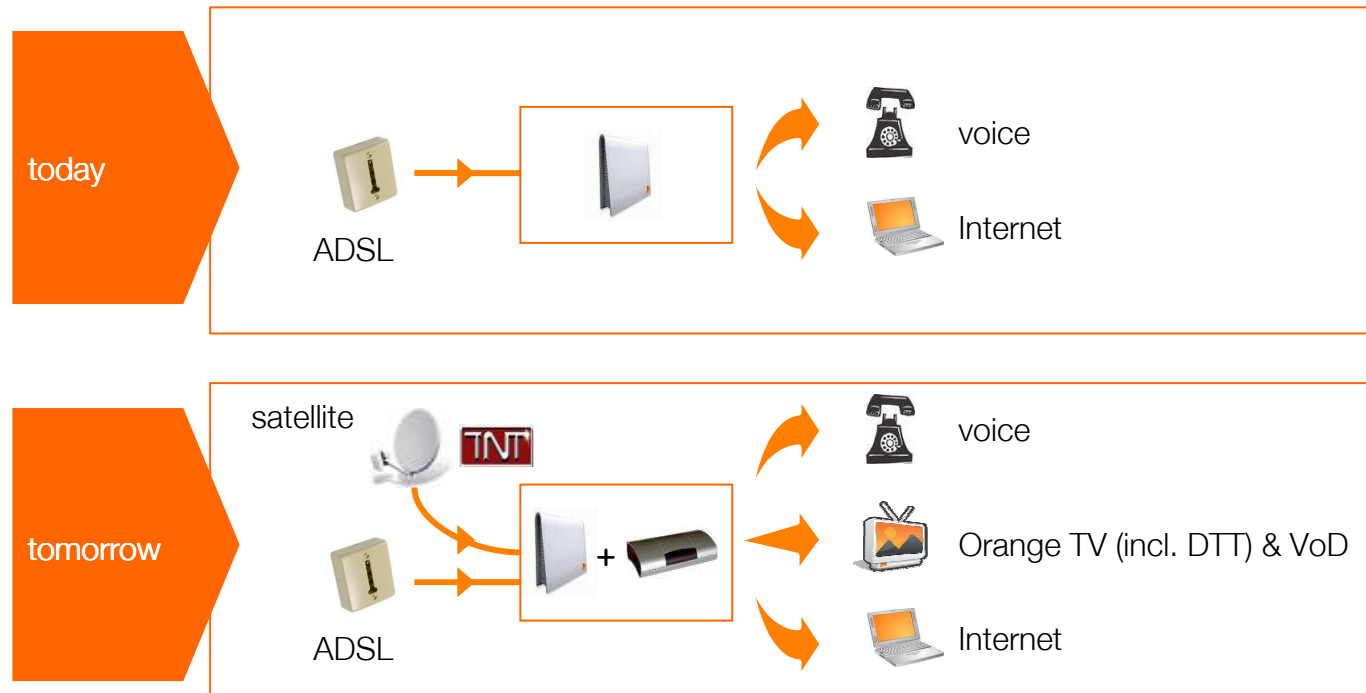 today
ADSL
voice
Internet
tomorrow
satellite
TNT
ADSL
+
voice
Orange TV (incl. DTT) & VoD
Internet